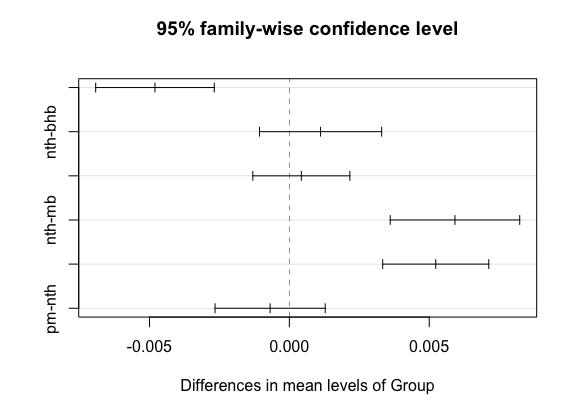 95% family-wise confidence level
nth-bhb
nth-mb
pm-nth
-0.005 0.000 0.005
Differences in mean levels of Group